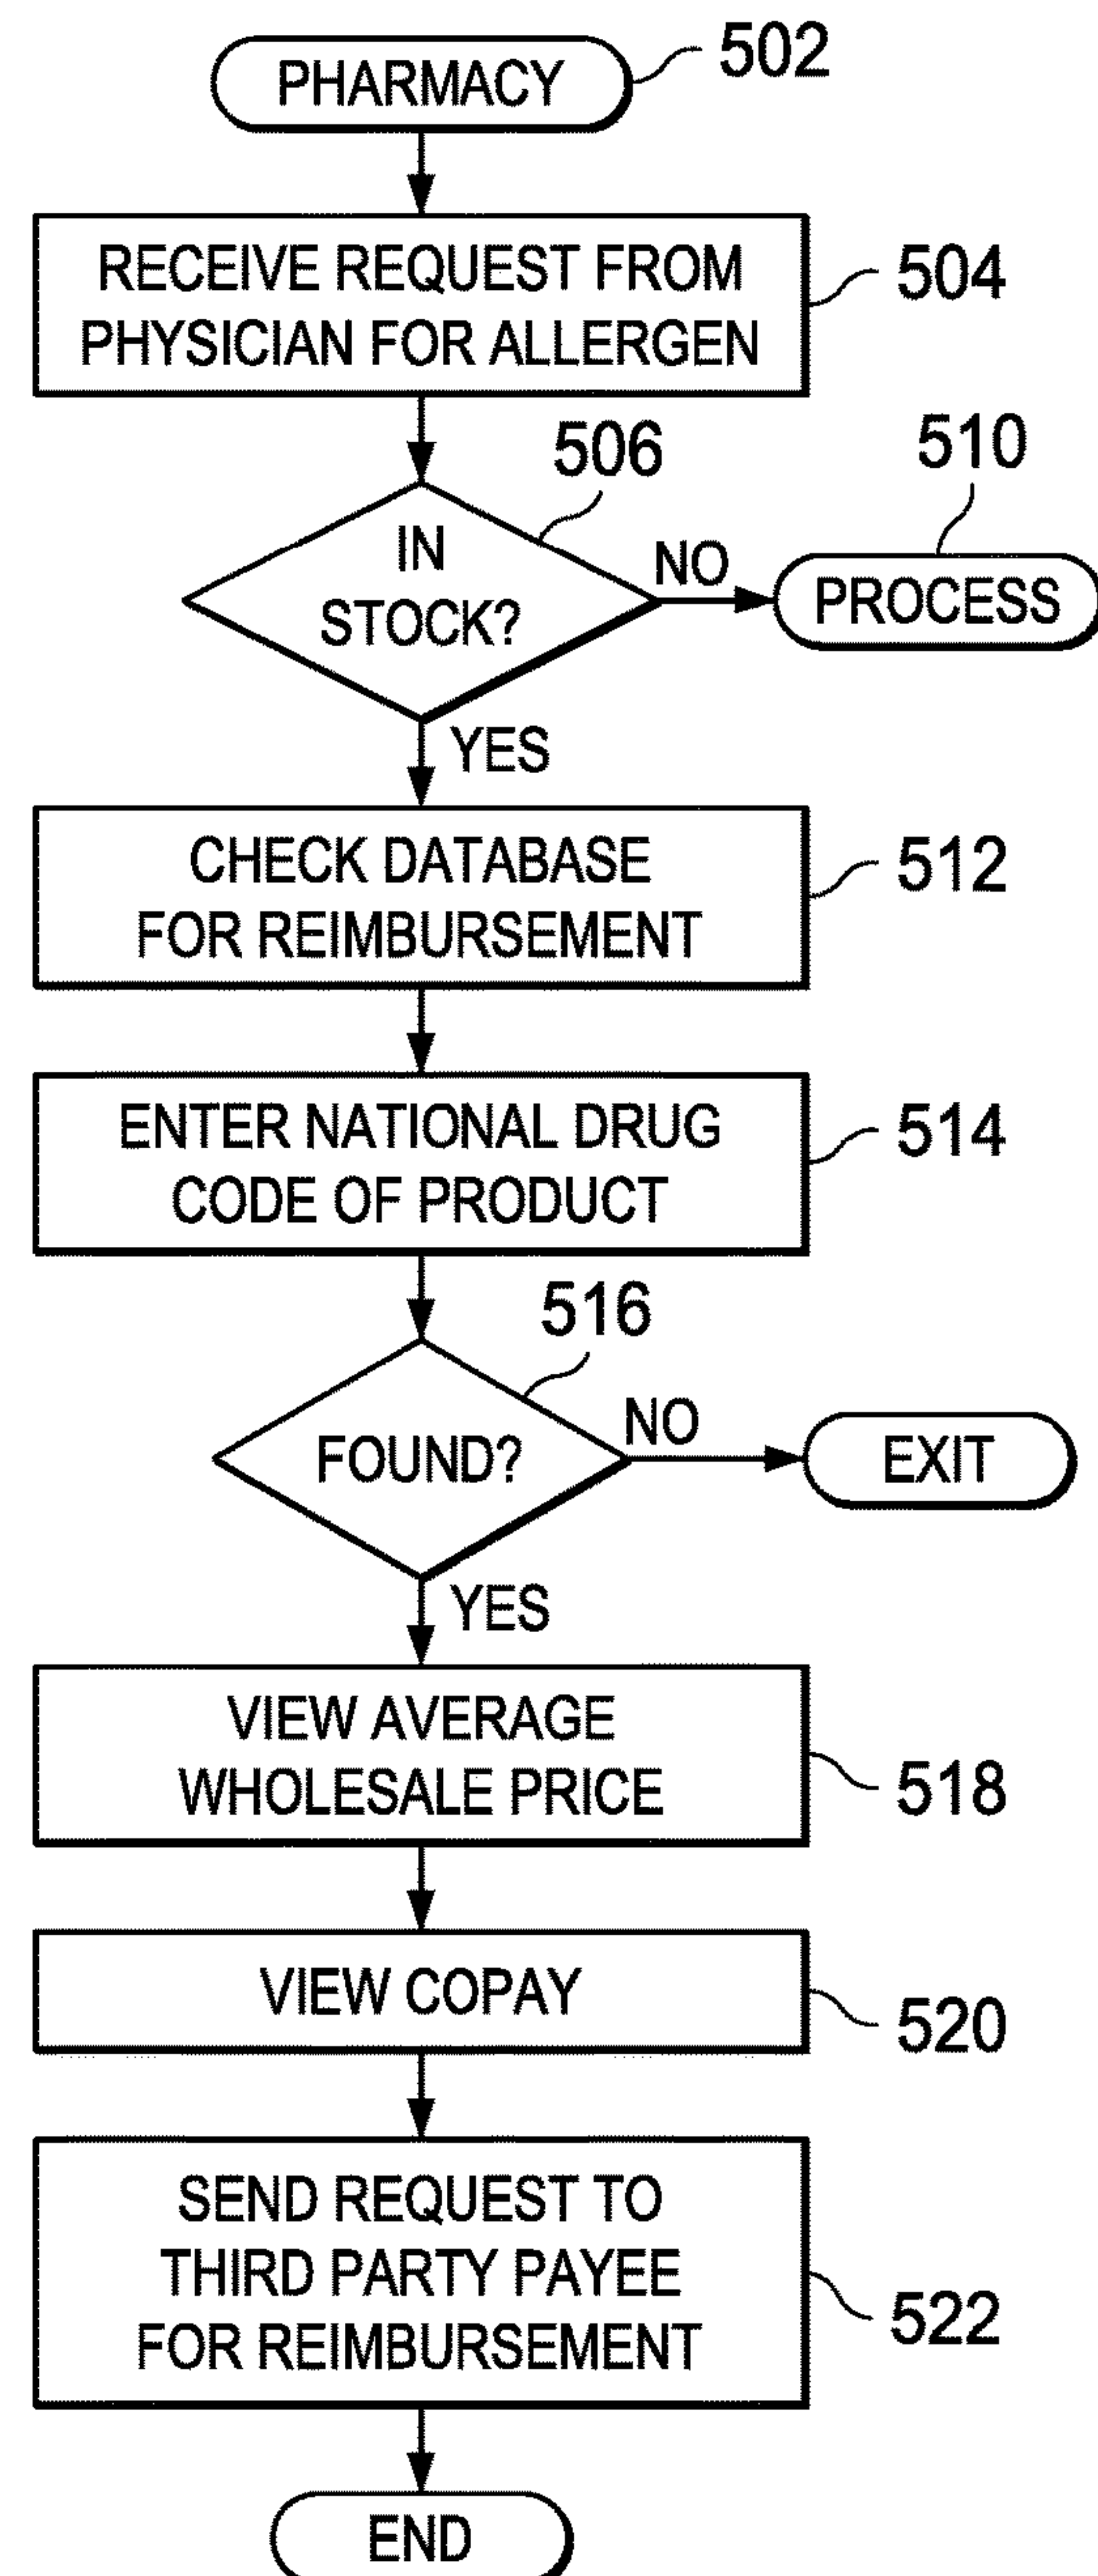 PHARMACY
502
RECEIVE REQUEST FROM
PHYSICIAN FOR ALLERGEN
504
506
510
IN
STOCK?
NO
PROCESS
YES
CHECK DATABASE
FOR REIMBURSEMENT
512
ENTER NATIONAL DRUG
CODE OF PRODUCT
514
516
FOUND?
NO
EXIT
YES
VIEW AVERAGE
WHOLESALE PRICE
518
VIEW COPAY
520
SEND REQUEST TO
THIRD PARTY PAYEE
FOR REIMBURSEMENT
522
END